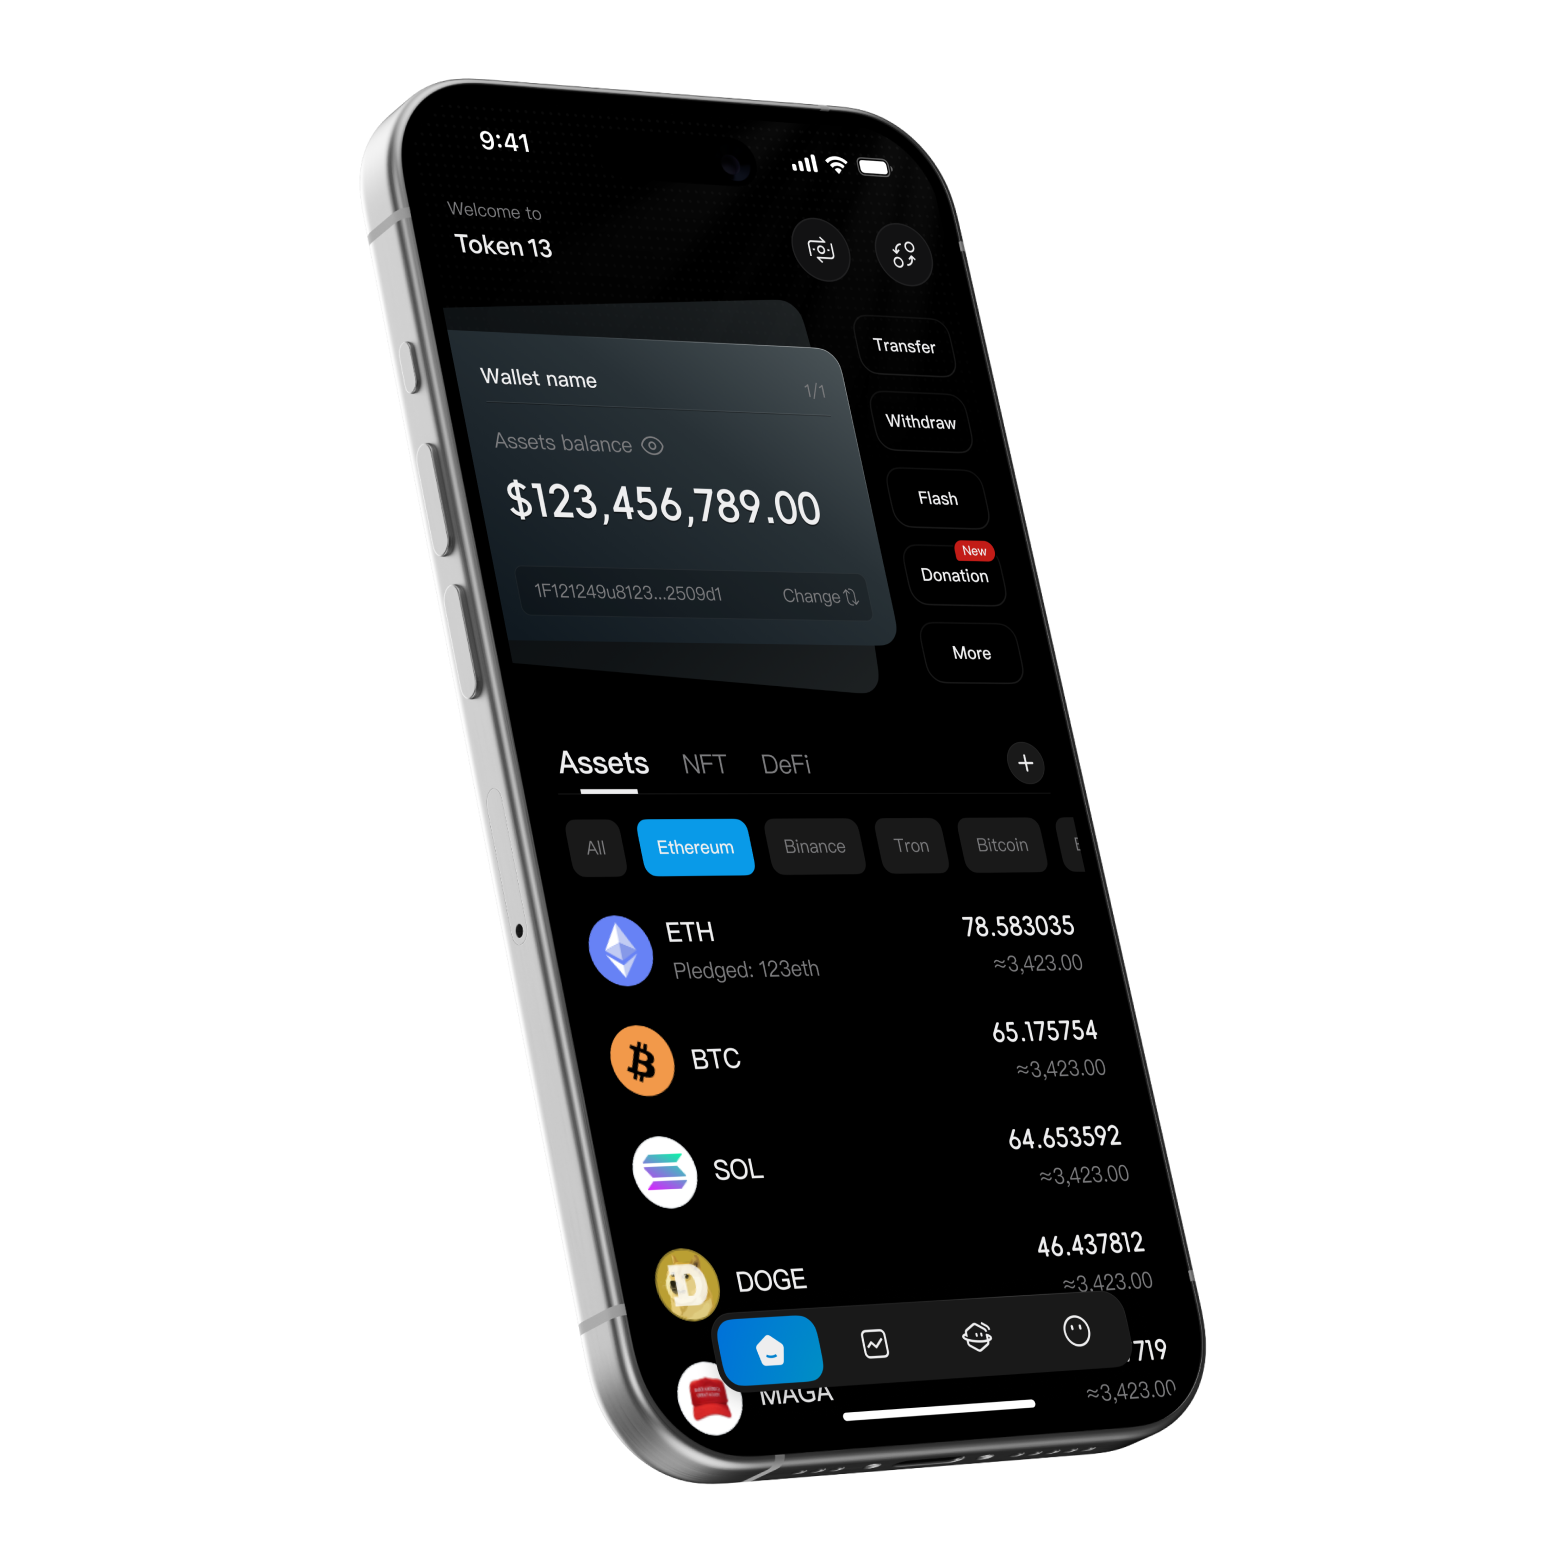 9:41
Welcome to
Token 13
Wallet name
1/1
Assets balance
$123,456,789.00
1F121249u8123...2509d1
Change
Transfer
Withdraw
Flash
New
Donation
More
Assets NFT DeFi
All Ethereum Binance Tron Bitcoin
ETH 78.583035
Pledged: 123eth ≈3,423.00
BTC 65.175754
≈3,423.00
SOL 64.653592
≈3,423.00
DOGE 46.437812
≈3,423.00
MAGA 719
≈3,423.00